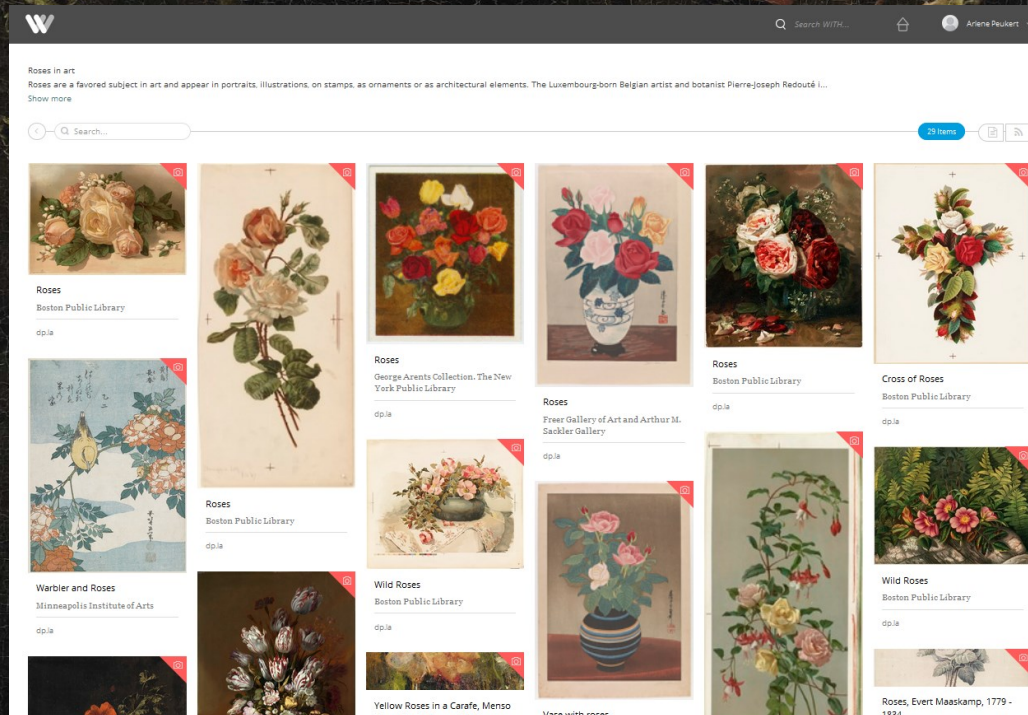 Search WITH...
Arlene Peukert
Roses in art
Roses are a favored subject in art and appear in portraits, illustrations, on stamps, as ornaments or as architectural elements. The Luxembourg-born Belgian artist and botanist Pierre-Joseph Redouté i...
Show more
Search...
29 Items
Roses
Boston Public Library
dp.la
Warbler and Roses
Minneapolis Institute of Arts
dp.la
Roses
Boston Public Library
dp.la
Roses
George Arents Collection. The New
York Public Library
dp.la
Wild Roses
Boston Public Library
dp.la
Yellow Roses in a Carafe, Menso
Roses
Freer Gallery of Art and Arthur M.
Sackler Gallery
dp.la
Vase with roses
Roses
Boston Public Library
dp.la
Cross of Roses
Boston Public Library
dp.la
Wild Roses
Boston Public Library
dp.la
Roses, Evert Maaskamp, 1779 -
1834